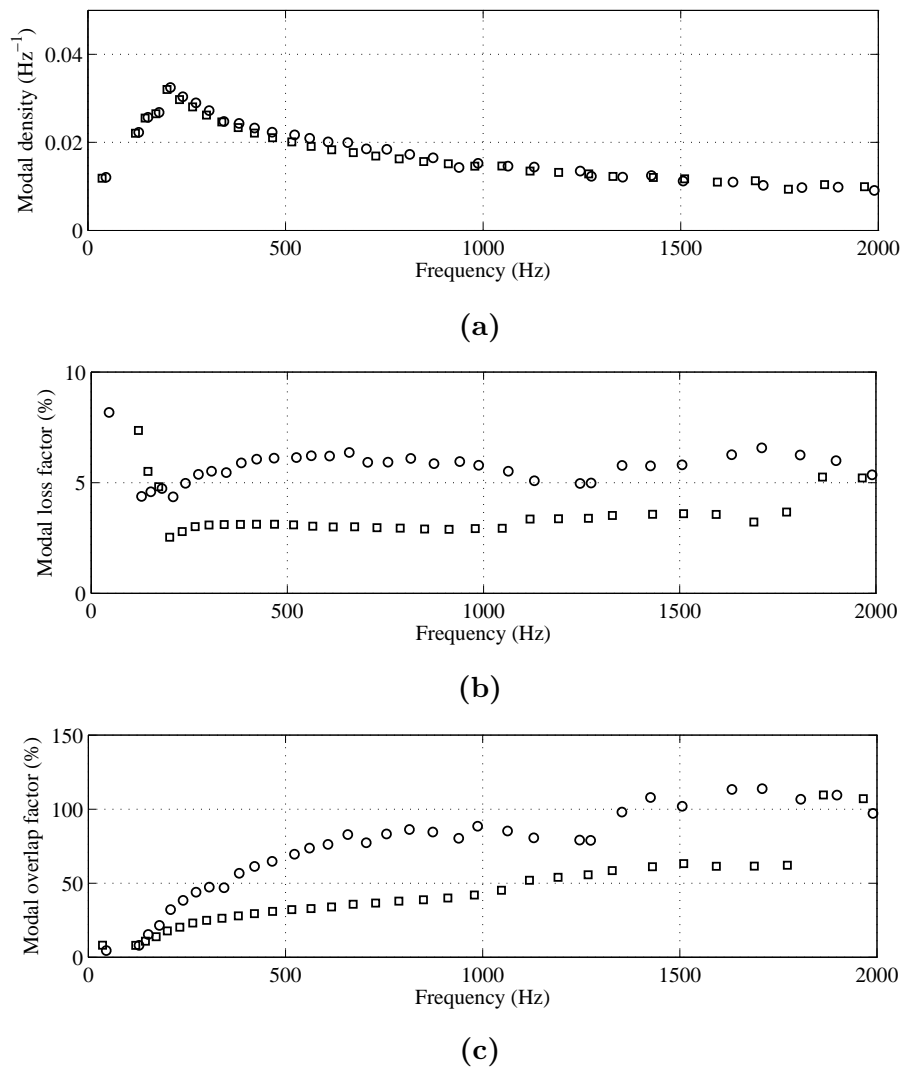 Modal density (Hz⁻¹)
0.04
0.02
0
0 500 1000 1500 2000
Frequency (Hz)
(a)
Modal loss factor (%)
10
5
0
0 500 1000 1500 2000
Frequency (Hz)
(b)
Modal overlap factor (%)
150
100
50
0
0 500 1000 1500 2000
Frequency (Hz)
(c)